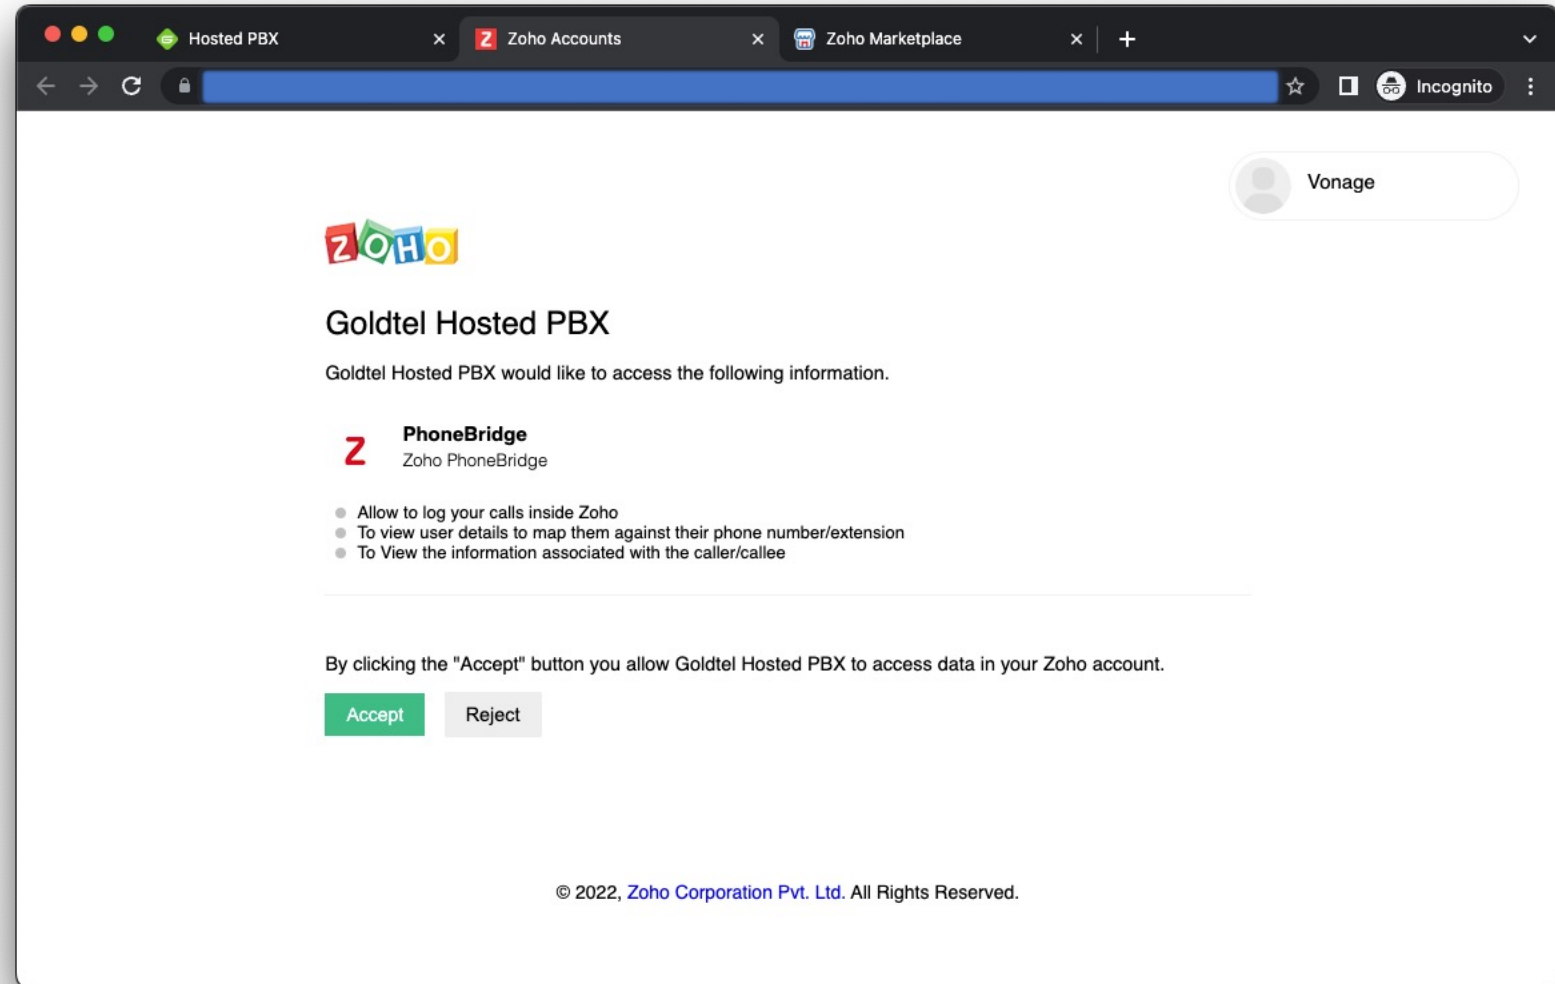 Hosted PBX
Zoho Accounts
Zoho Marketplace
Incognito
Vonage
ZOHO
Goldtel Hosted PBX
Goldtel Hosted PBX would like to access the following information.
PhoneBridge
Zoho PhoneBridge
Allow to log your calls inside Zoho
To view user details to map them against their phone number/extension
To View the information associated with the caller/callee
By clicking the "Accept" button you allow Goldtel Hosted PBX to access data in your Zoho account.
Accept
Reject
© 2022, Zoho Corporation Pvt. Ltd. All Rights Reserved.